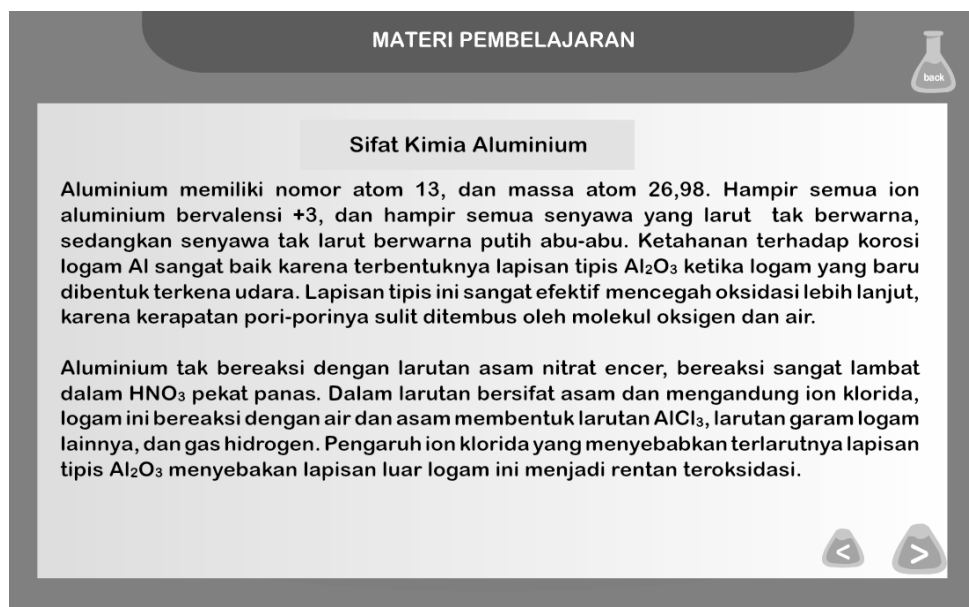 MATERI PEMBELAJARAN
back
Sifat Kimia Aluminium
Aluminium memiliki nomor atom 13, dan massa atom 26,98. Hampir semua ion
aluminium bervalensi +3, dan hampir semua senyawa yang larut tak berwarna,
sedangkan senyawa tak larut berwarna putih abu-abu. Ketahanan terhadap korosi
logam Al sangat baik karena terbentuknya lapisan tipis Al₂O₃ ketika logam yang baru
dibentuk terkena udara. Lapisan tipis ini sangat efektif mencegah oksidasi lebih lanjut,
karena kerapatan pori-porinya sulit ditembus oleh molekul oksigen dan air.
Aluminium tak bereaksi dengan larutan asam nitrat encer, bereaksi sangat lambat
dalam HNO₃ pekat panas. Dalam larutan bersifat asam dan mengandung ion klorida,
logam ini bereaksi dengan air dan asam membentuk larutan AlCl₃, larutan garam logam
lainnya, dan gas hidrogen. Pengaruh ion klorida yang menyebabkan terlarutnya lapisan
tipis Al₂O₃ menyebakan lapisan luar logam ini menjadi rentan teroksidasi.
< >